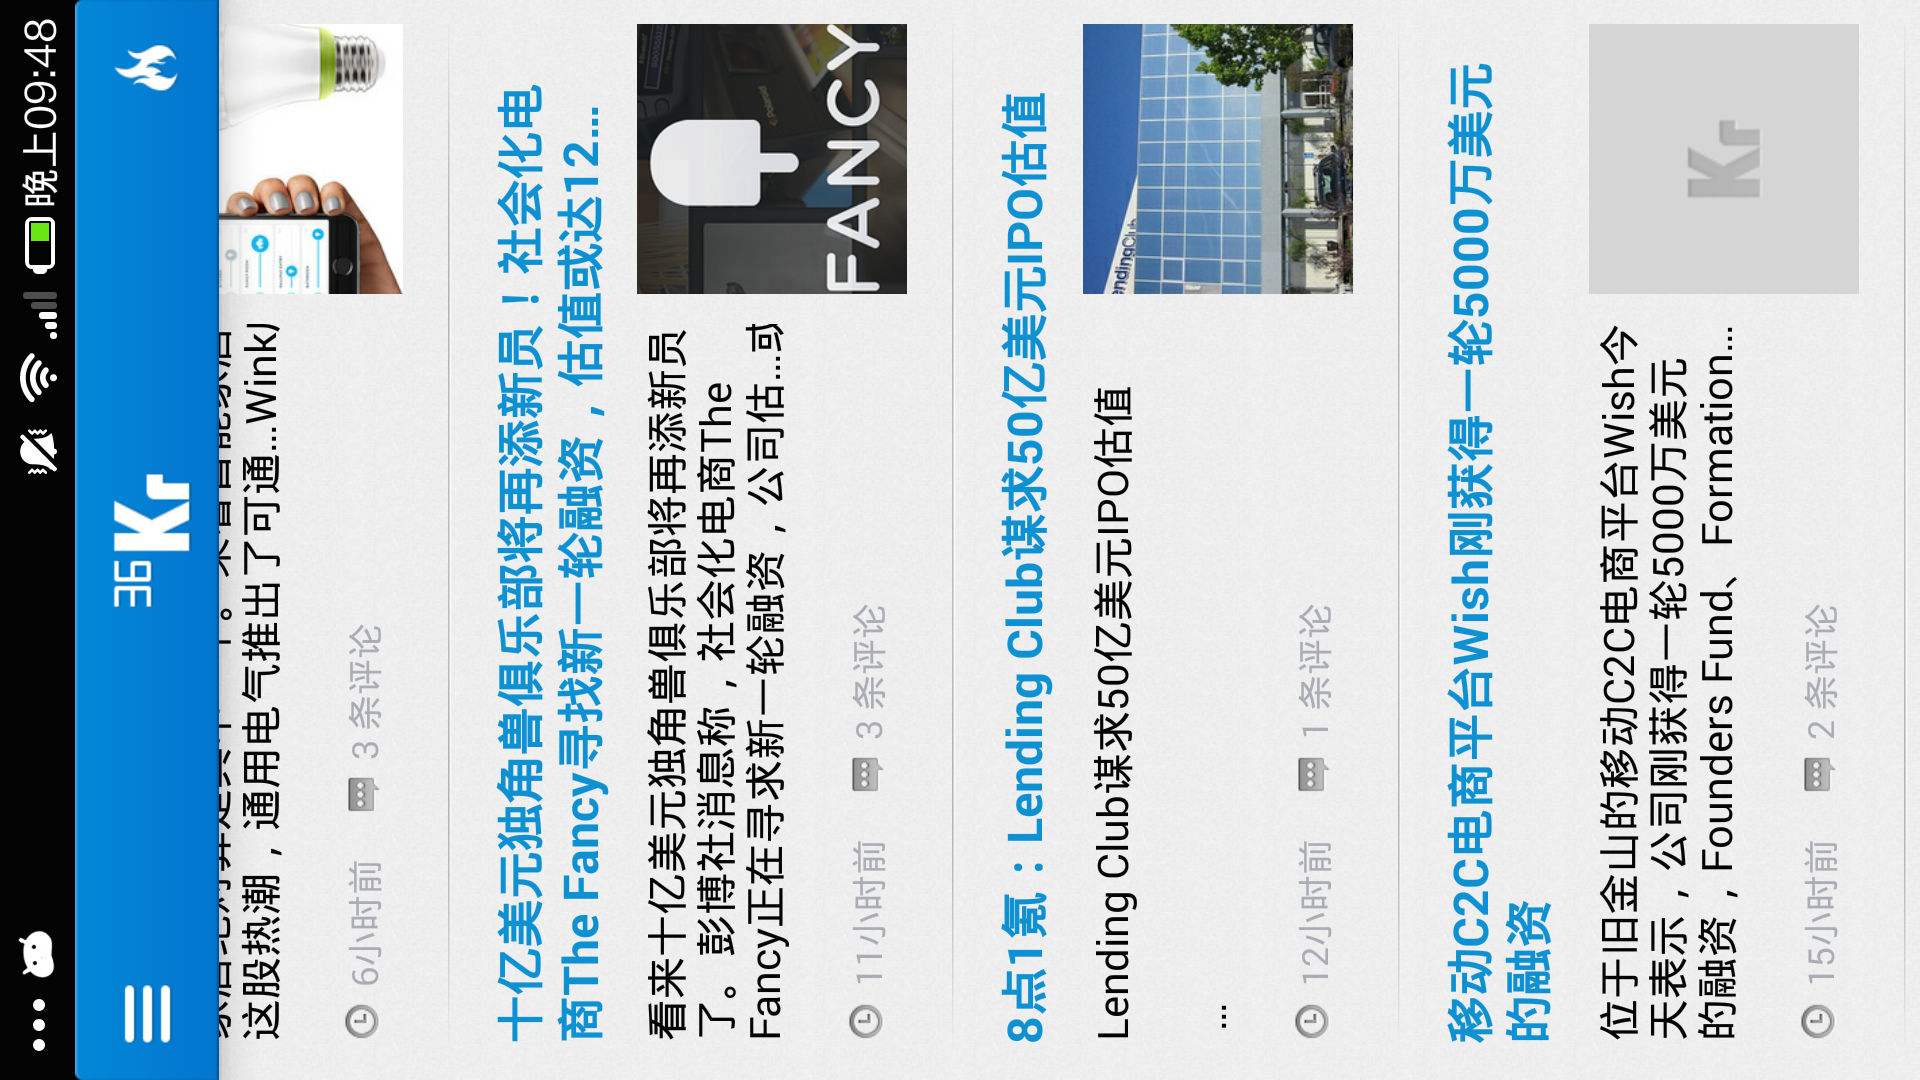 晚上09:48
36Kr
这股热潮，通用电气推出了可通...Wink/
6小时前 3 条评论
十亿美元独角兽俱乐部将再添新员！社会化电
商The Fancy寻找新一轮融资，估值或达12...
看来十亿美元独角兽俱乐部将再添新员
了。彭博社消息称，社会化电商The
Fancy正在寻求新一轮融资，公司估...或
FANCY
11小时前 3 条评论
8点1氪：Lending Club谋求50亿美元IPO估值
Lending Club谋求50亿美元IPO估值
...
endingClub
12小时前 1 条评论
移动C2C电商平台Wish刚获得一轮5000万美元
的融资
位于旧金山的移动C2C电商平台Wish今
天表示，公司刚获得一轮5000万美元
的融资，Founders Fund、Formation...
Kr
15小时前 2 条评论